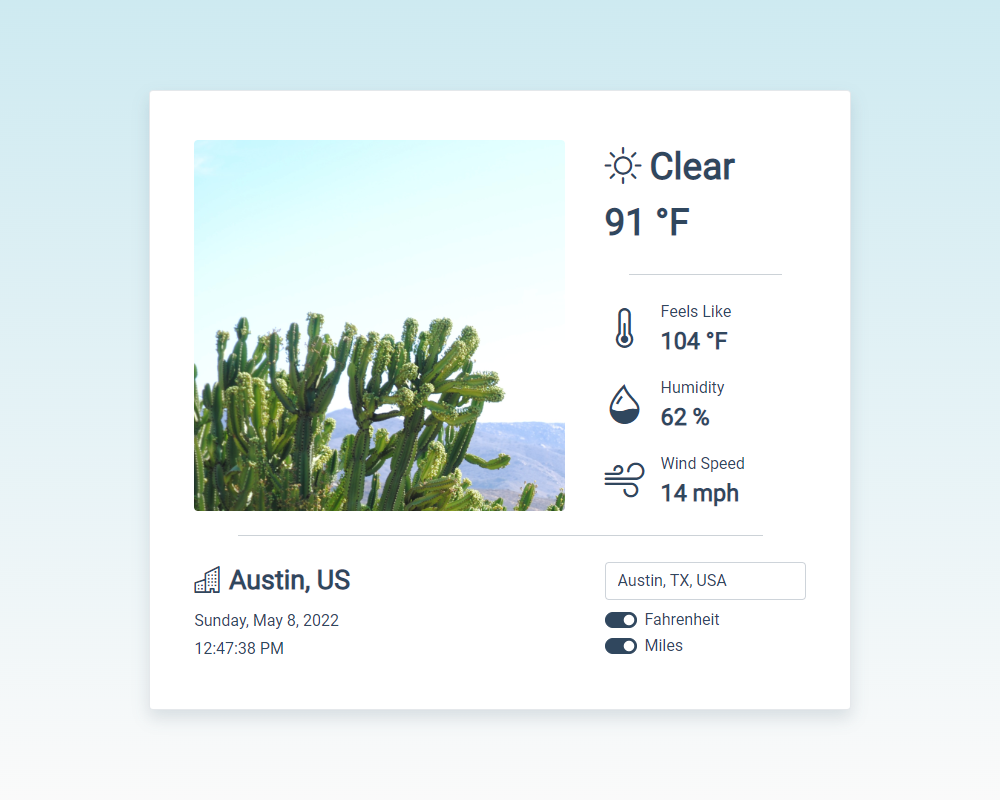 Clear
91 °F
Feels Like
104 °F
Humidity
62 %
Wind Speed
14 mph
Austin, US
Sunday, May 8, 2022
12:47:38 PM
Austin, TX, USA
Fahrenheit
Miles